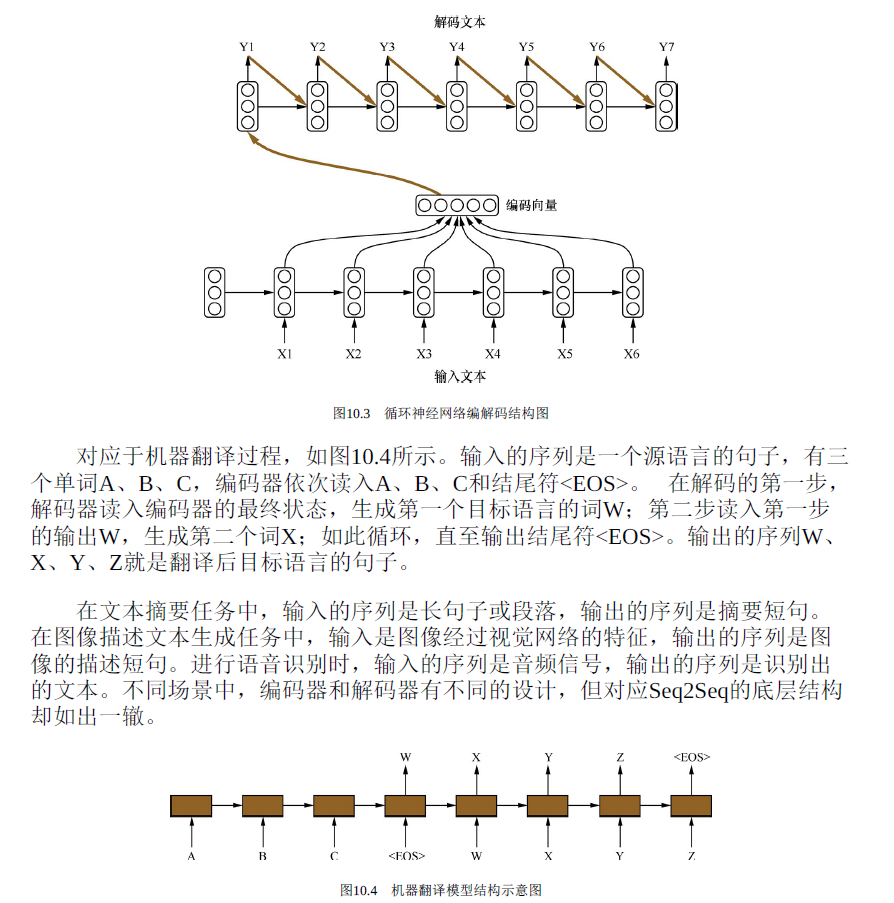 解码文本
Y1 Y2 Y3 Y4 Y5 Y6 Y7
编码向量
X1 X2 X3 X4 X5 X6
输入文本
图10.3 循环神经网络编解码结构图
对应于机器翻译过程，如图10.4所示。输入的序列是一个源语言的句子，有三
个单词A、B、C，编码器依次读入A、B、C和结尾符<EOS>。 在解码的第一步，
解码器读入编码器的最终状态，生成第一个目标语言的词W；第二步读入第一步
的输出W，生成第二个词X；如此循环，直至输出结尾符<EOS>。输出的序列W、
X、Y、Z就是翻译后目标语言的句子。
在文本摘要任务中，输入的序列是长句子或段落，输出的序列是摘要短句。
在图像描述文本生成任务中，输入是图像经过视觉网络的特征，输出的序列是图
像的描述短句。进行语音识别时，输入的序列是音频信号，输出的序列是识别出
的文本。不同场景中，编码器和解码器有不同的设计，但对应Seq2Seq的底层结构
却如出一辙。
W X Y Z <EOS>
A B C <EOS> W X Y Z
图10.4 机器翻译模型结构示意图